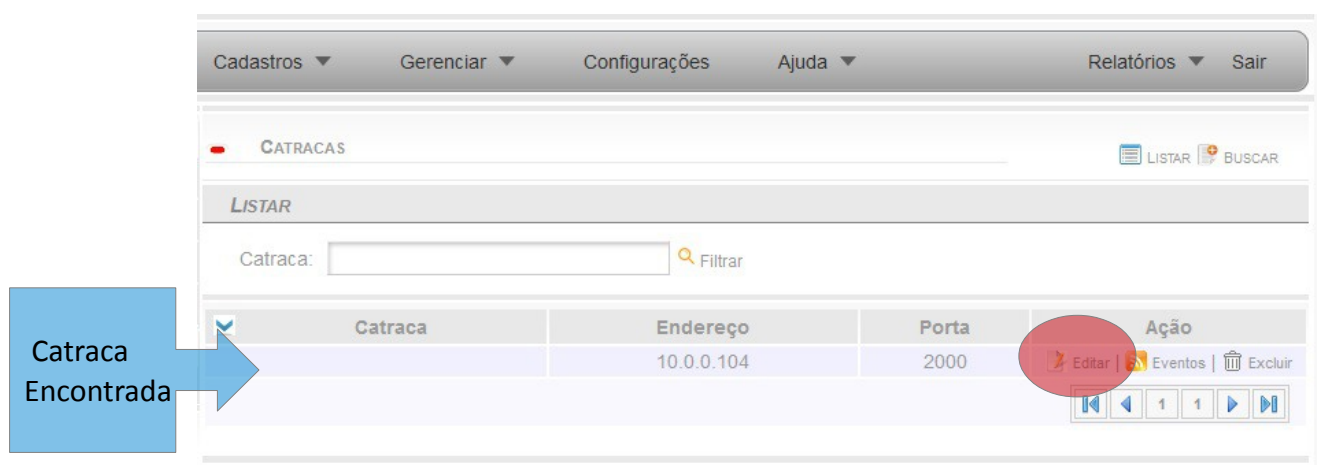 Cadastros Gerenciar Configurações Ajuda Relatórios Sair
CATRACAS LISTAR BUSCAR
LISTAR
Catraca: Filtrar
Catraca Endereço Porta Ação
Catraca
Encontrada
10.0.0.104 2000 Editar | Eventos | Excluir
1 1